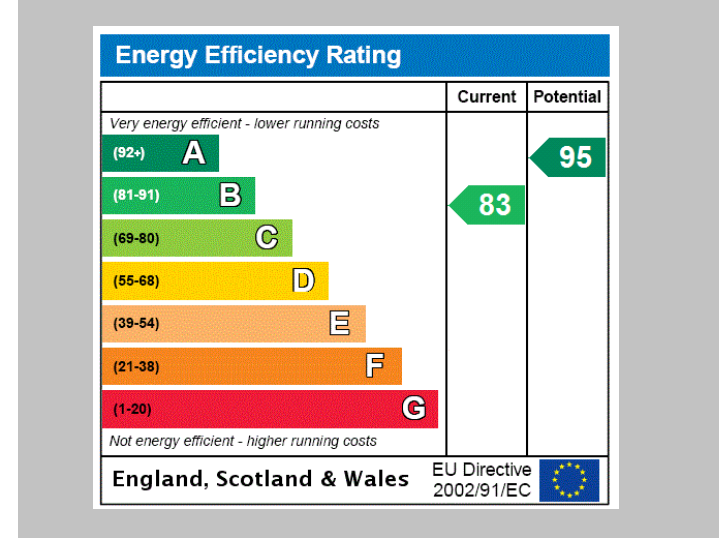 Energy Efficiency Rating
Current Potential
Very energy efficient - lower running costs
(92+) A 95
(81-91) B 83
(69-80) C
(55-68) D
(39-54) E
(21-38) F
(1-20) G
Not energy efficient - higher running costs
England, Scotland & Wales
EU Directive
2002/91/EC